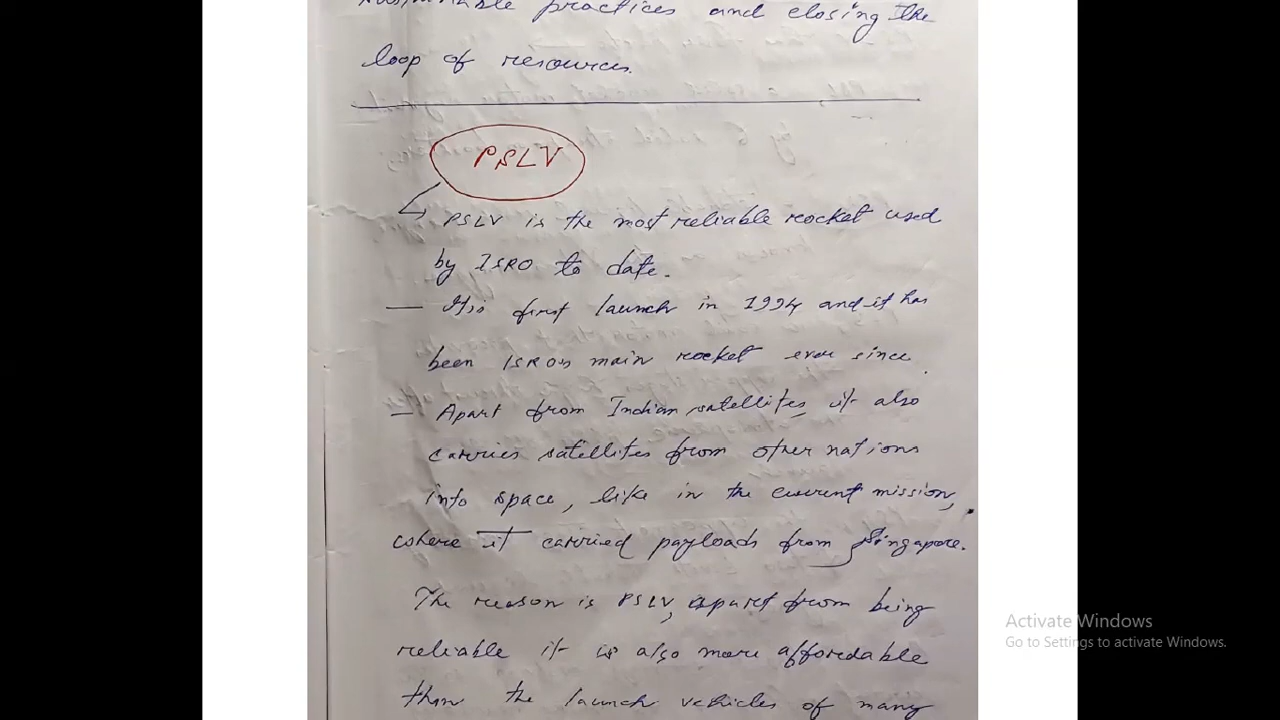 sustainable practices and closing the
loop of resources.
PSLV
PSLV is the most reliable rocket used
by ISRO to date.
— It's first launch in 1994 and it has
been ISROs main rocket ever since.
— Apart from Indian satellites, it also
carries satellites from other nations
into space, like in the current mission,
where it carried payloads from Singapore.
The reason is PSLV, apart from being
reliable it is also more affordable
than the launch vehicles of many
Activate Windows
Go to Settings to activate Windows.